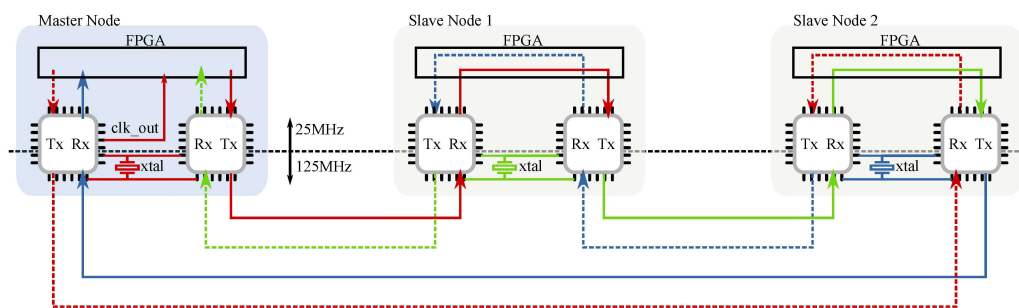 Master Node
Slave Node 1
Slave Node 2
FPGA
FPGA
FPGA
clk_out
25MHz
Tx Rx
Rx Tx
Tx Rx
Rx Tx
Tx Rx
Rx Tx
xtal
125MHz
xtal
xtal